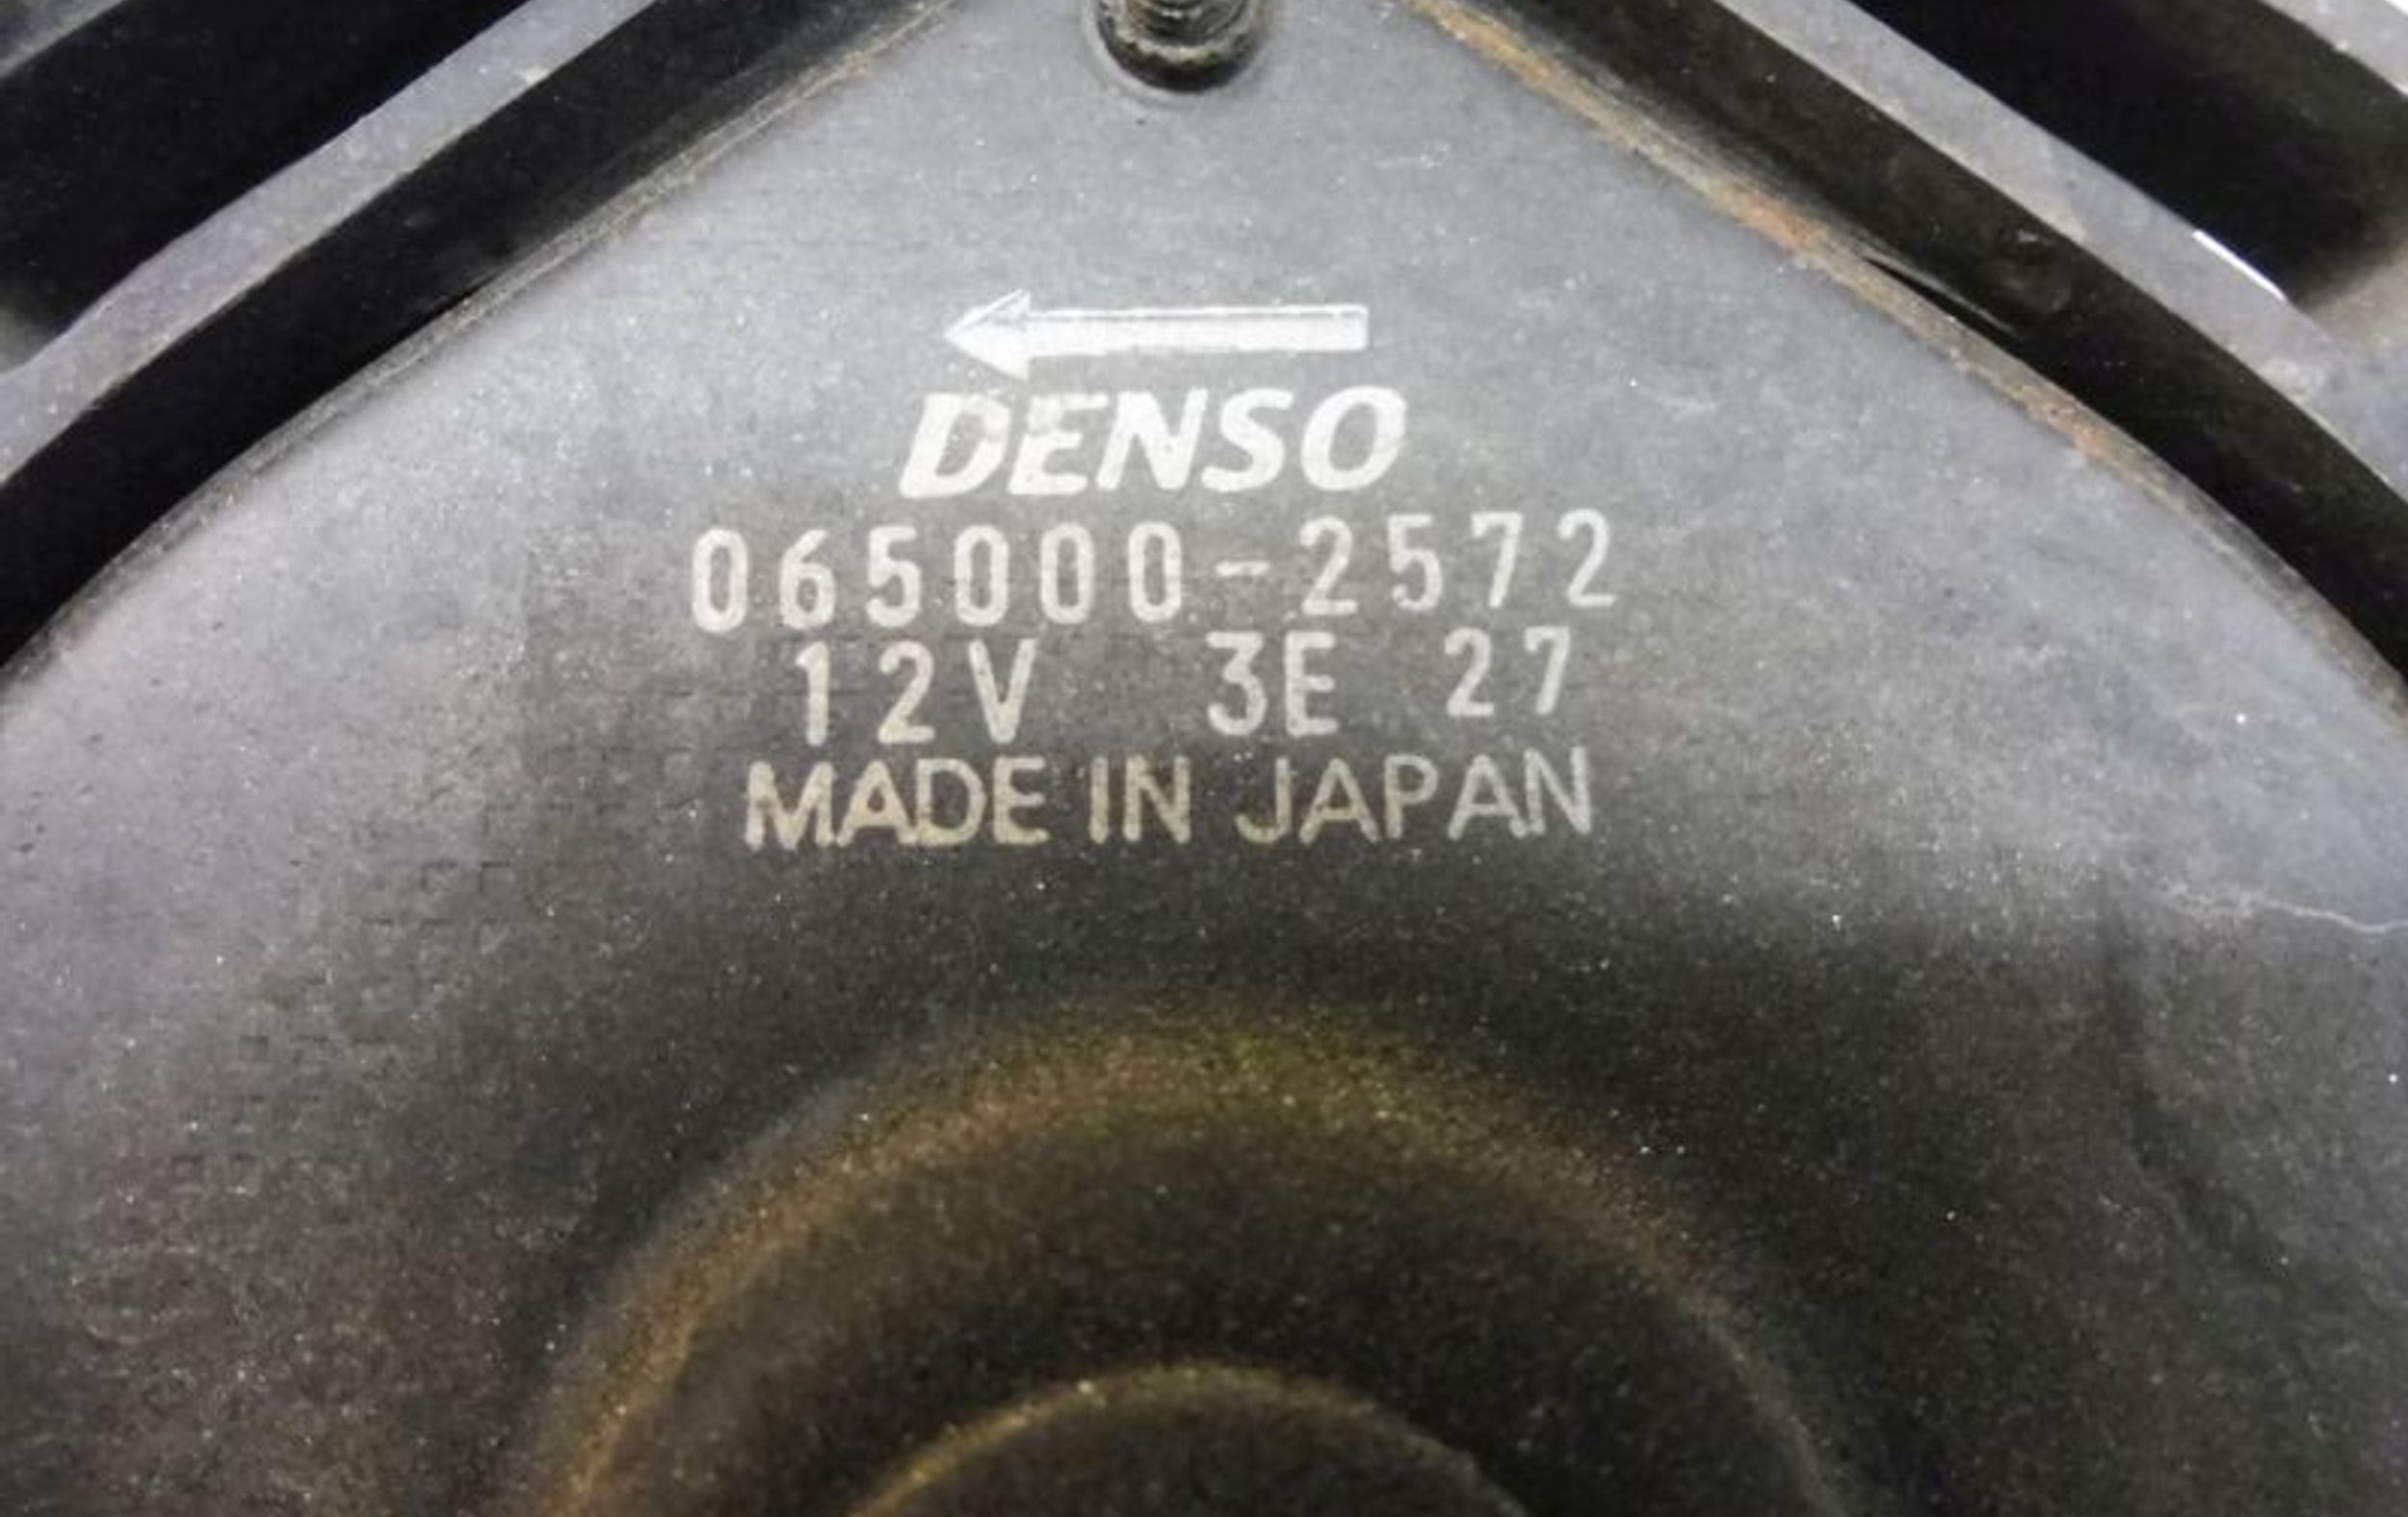 DENSO
065000-2572
12V 3E 27
MADE IN JAPAN